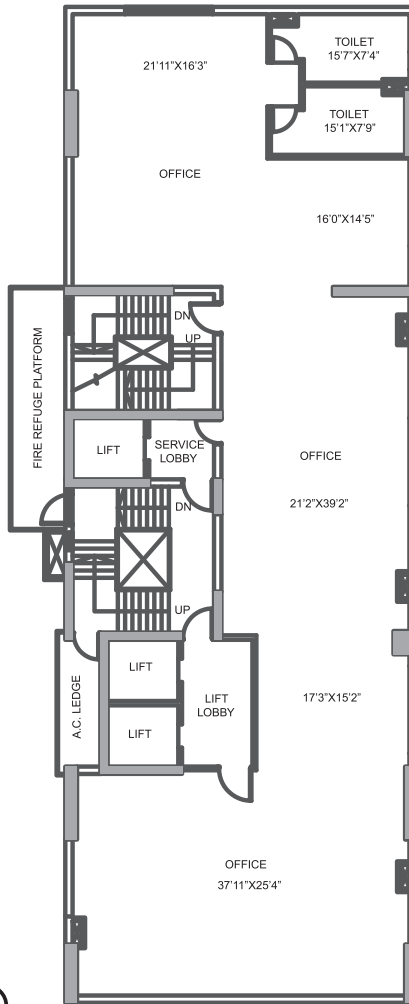 TOILET
15'7"X7'4"
21'11"X16'3"
TOILET
15'1"X7'9"
OFFICE
16'0"X14'5"
DN
UP
FIRE REFUGE PLATFORM
LIFT
SERVICE
LOBBY
OFFICE
21'2"X39'2"
DN
UP
LIFT
A.C. LEDGE
LIFT
LOBBY
17'3"X15'2"
LIFT
OFFICE
37'11"X25'4"